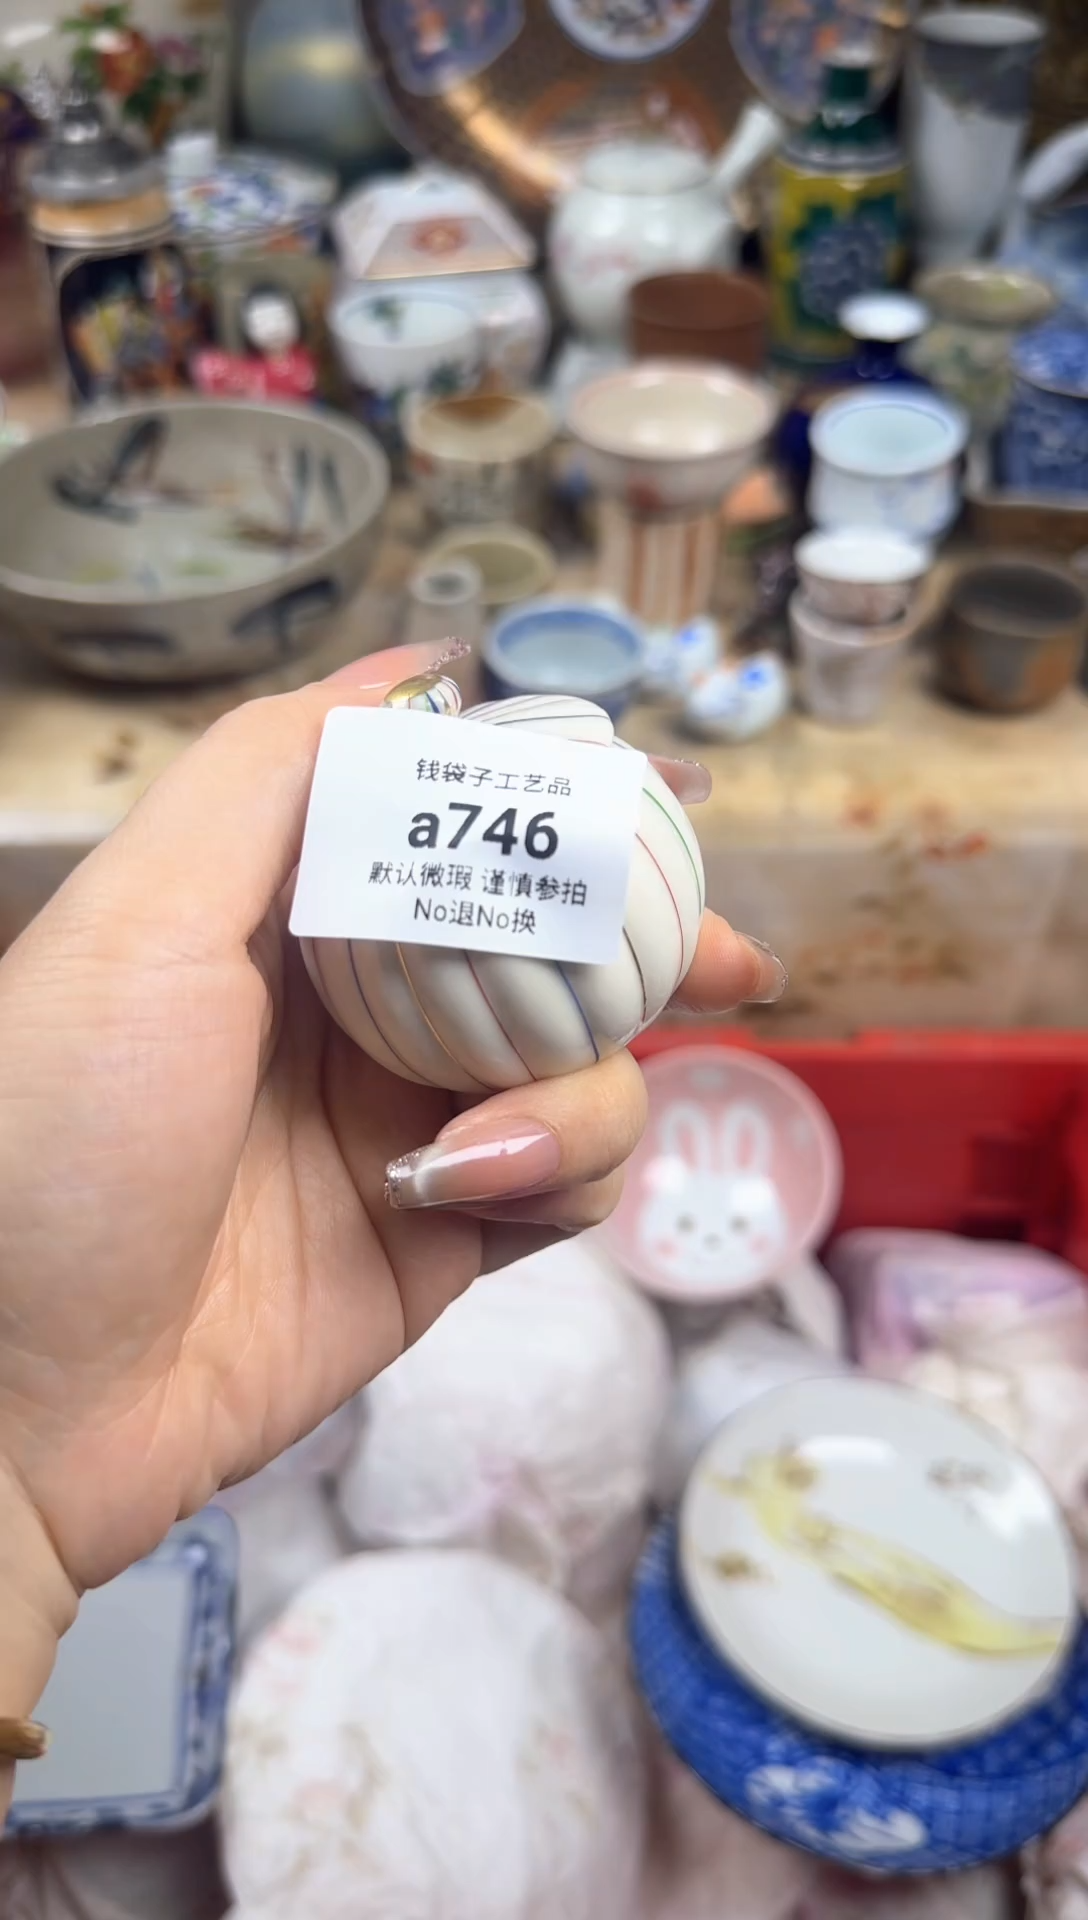 钱袋子工艺品
a746
默认微瑕 谨慎参拍
No退No换